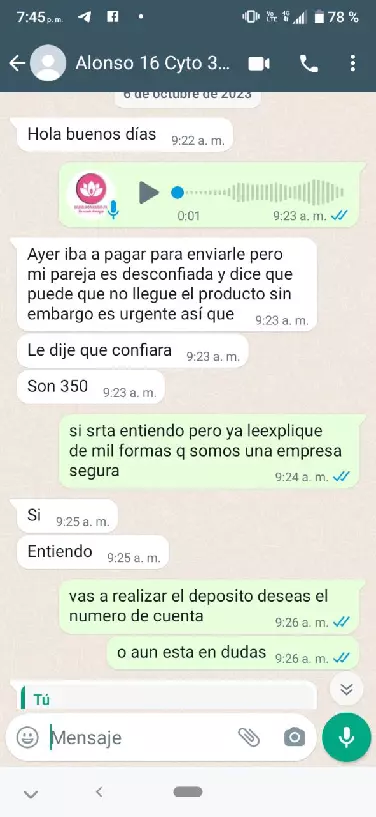 7:45 p. m.
78 %
Alonso 16 Cyto 3...
6 de octubre de 2023
Hola buenos días 9:22 a. m.
0:01 9:23 a. m.
Ayer iba a pagar para enviarle pero
mi pareja es desconfiada y dice que
puede que no llegue el producto sin
embargo es urgente así que 9:23 a. m.
Le dije que confiara 9:23 a. m.
Son 350 9:23 a. m.
si srta entiendo pero ya leexplique
de mil formas q somos una empresa
segura 9:24 a. m.
Si 9:25 a. m.
Entiendo 9:25 a. m.
vas a realizar el deposito deseas el
numero de cuenta 9:26 a. m.
o aun esta en dudas 9:26 a. m.
Tú
Mensaje